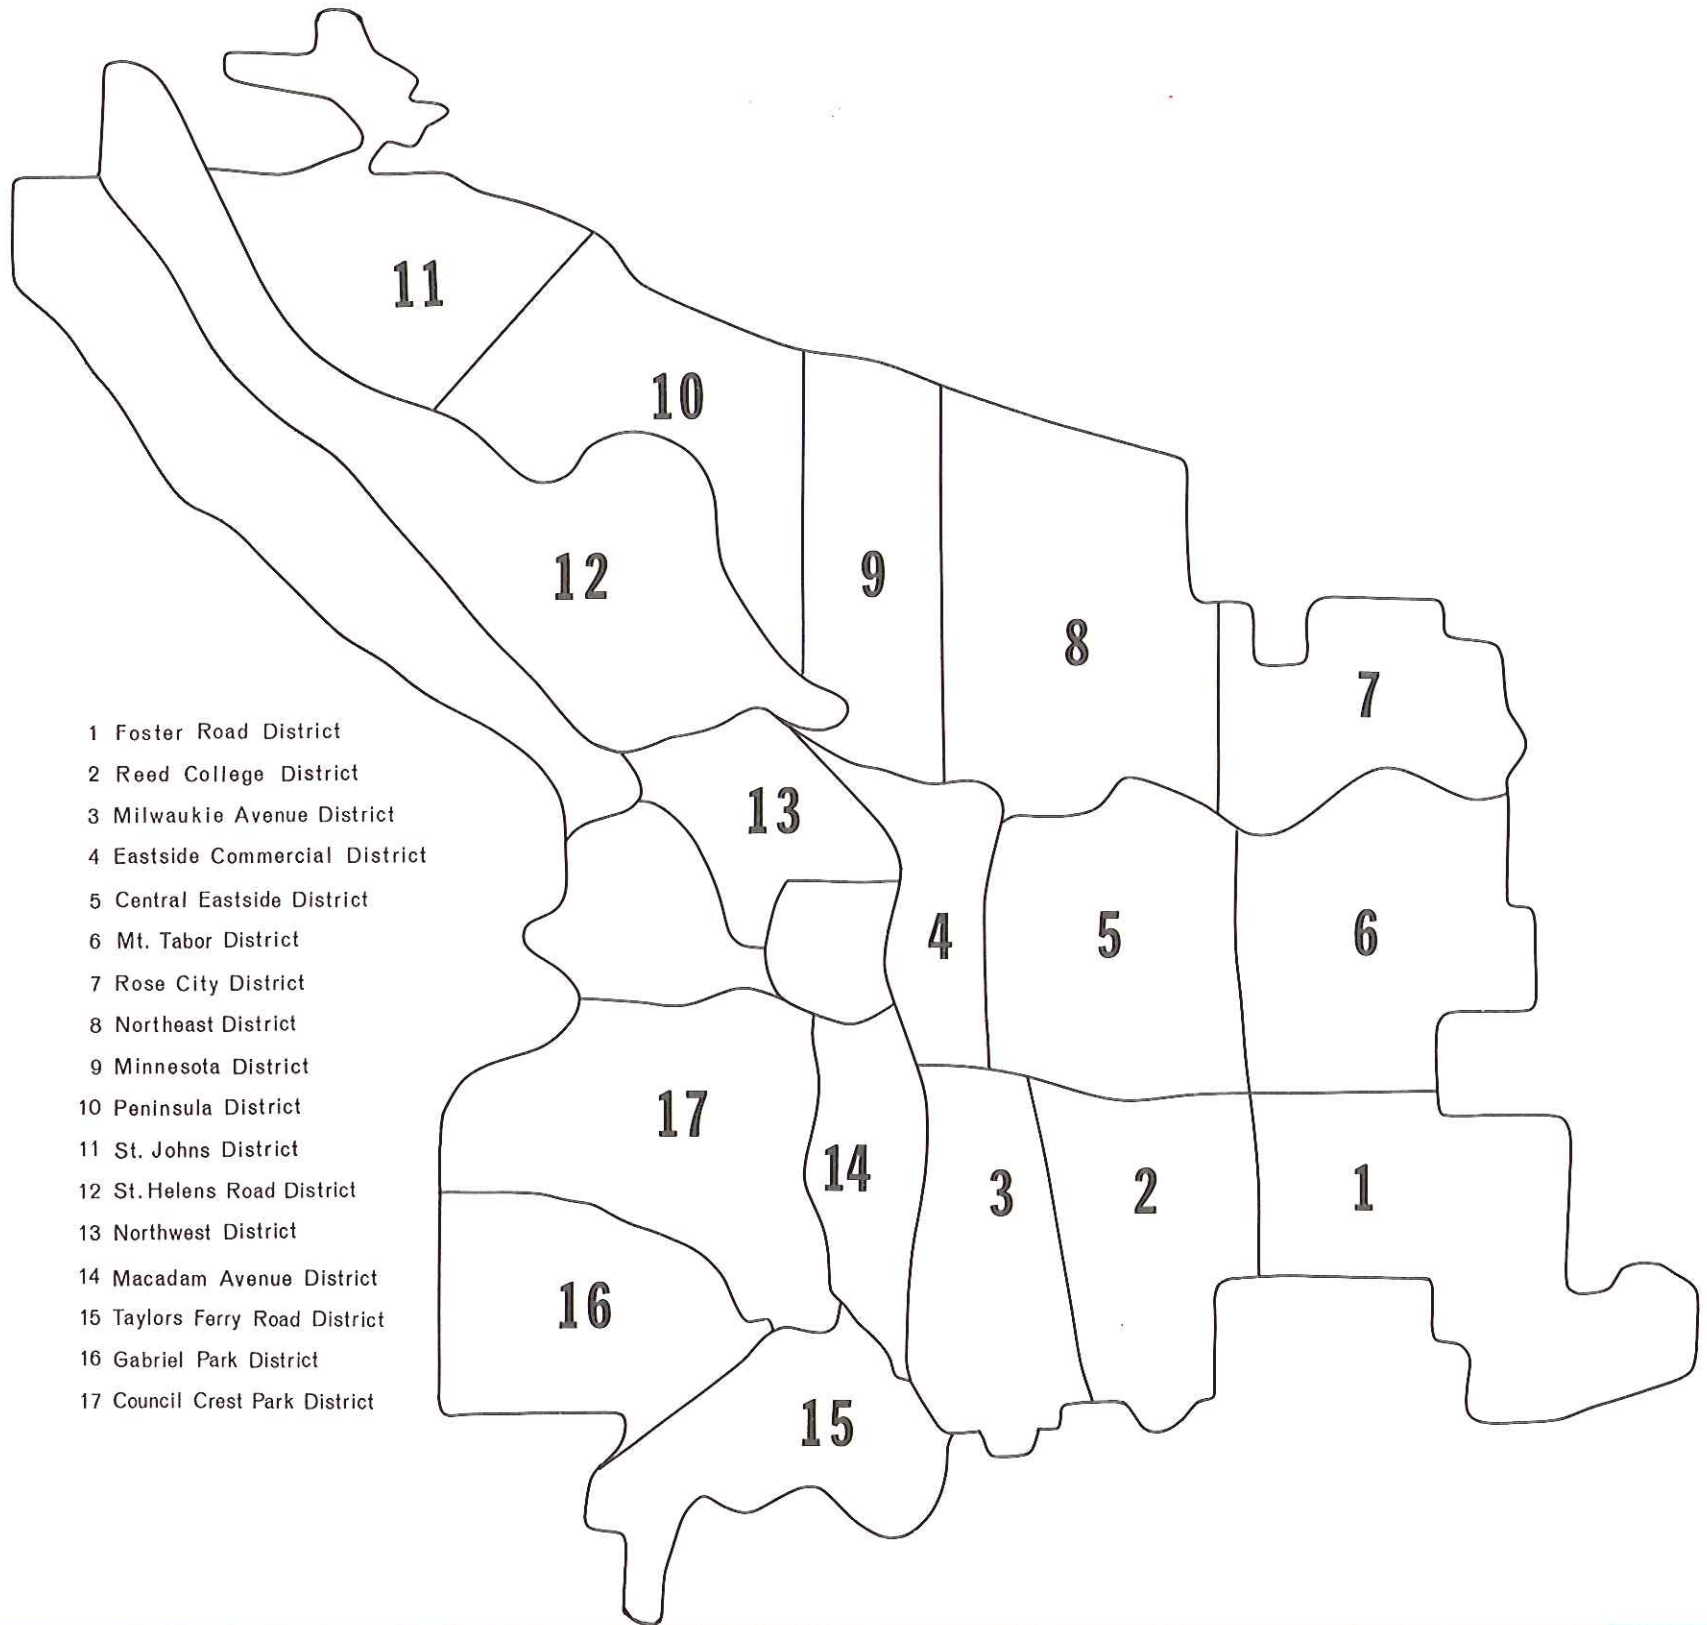 11
10
12
9
8
7
13
4
5
6
17
14
3
2
1
16
15
1 Foster Road District
2 Reed College District
3 Milwaukie Avenue District
4 Eastside Commercial District
5 Central Eastside District
6 Mt. Tabor District
7 Rose City District
8 Northeast District
9 Minnesota District
10 Peninsula District
11 St. Johns District
12 St. Helens Road District
13 Northwest District
14 Macadam Avenue District
15 Taylors Ferry Road District
16 Gabriel Park District
17 Council Crest Park District